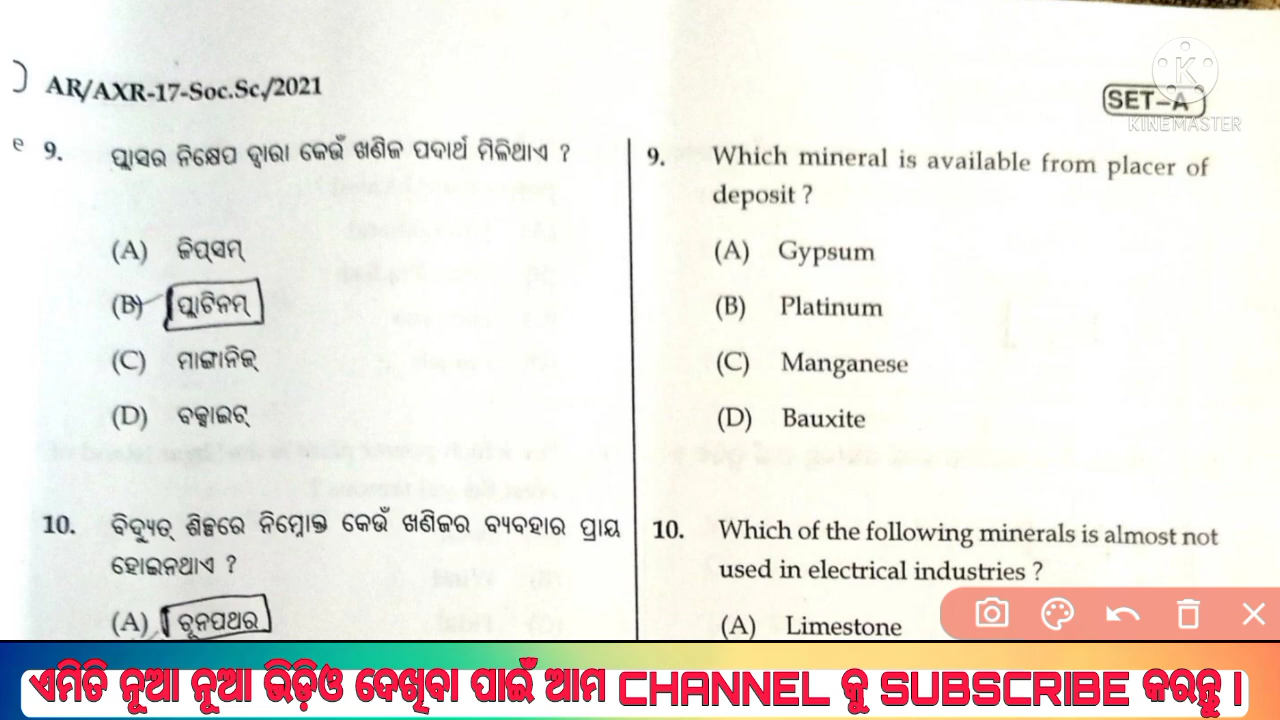 AR/AXR-17-Soc.Sc./2021
SET-A
KINEMASTER
9. ପ୍ଲାସର ନିକ୍ଷେପ ଦ୍ୱାରା କେଉଁ ଖଣିଜ ପଦାର୍ଥ ମିଳିଥାଏ ?
(A) ଜିପ୍‌ସମ୍
(B) ପ୍ଲାଟିନମ୍
(C) ମାଙ୍ଗାନିଜ୍
(D) ବକ୍ସାଇଟ୍
10. ବିଦ୍ୟୁତ୍ ଶିଳ୍ପରେ ନିମ୍ନୋକ୍ତ କେଉଁ ଖଣିଜର ବ୍ୟବହାର ପ୍ରାୟ
ହୋଇନଥାଏ ?
(A) ଚୂନପଥର
9. Which mineral is available from placer of
deposit ?
(A) Gypsum
(B) Platinum
(C) Manganese
(D) Bauxite
10. Which of the following minerals is almost not
used in electrical industries ?
(A) Limestone
ଏମିତି ନୂଆ ନୂଆ ଭିଡ଼ିଓ ଦେଖିବା ପାଇଁ ଆମ CHANNEL କୁ SUBSCRIBE କରନ୍ତୁ ।